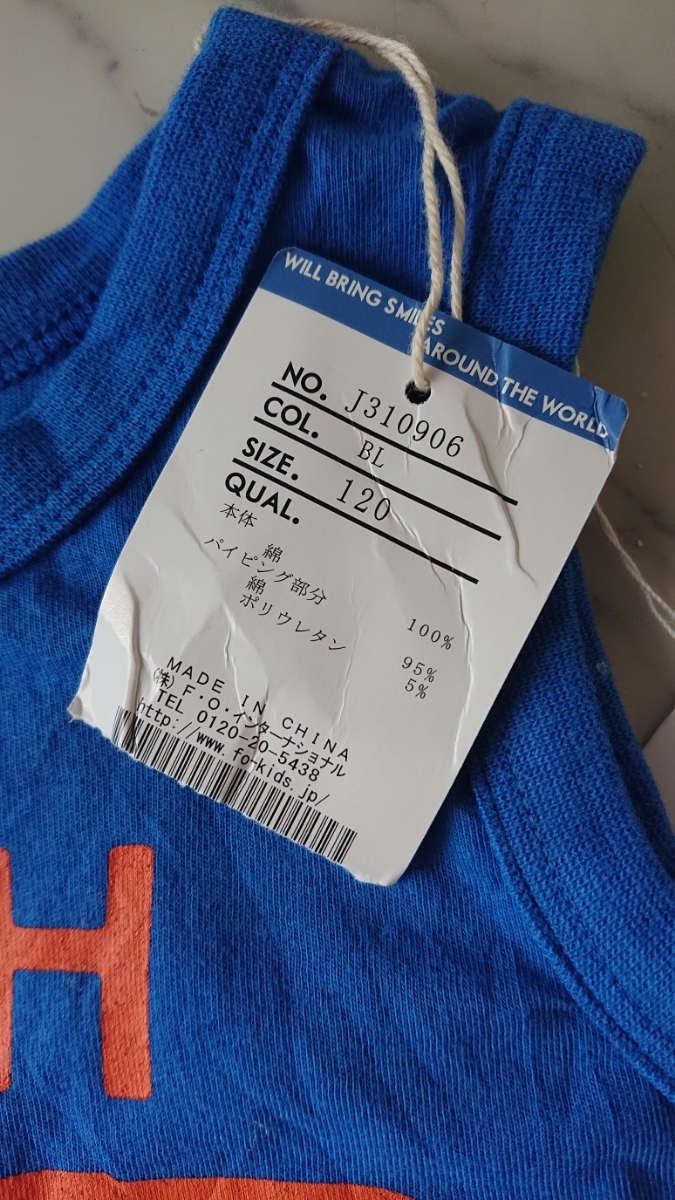 WILL BRING SMILES
AROUND THE WORLD
NO. J310906
COL. BL
SIZE. 120
QUAL.
本体
綿 100%
パイピング部分
綿 95%
ポリウレタン 5%
MADE IN CHINA
(株) F.O.インターナショナル
TEL 0120-20-5438
http://www.fo-kids.jp/
H